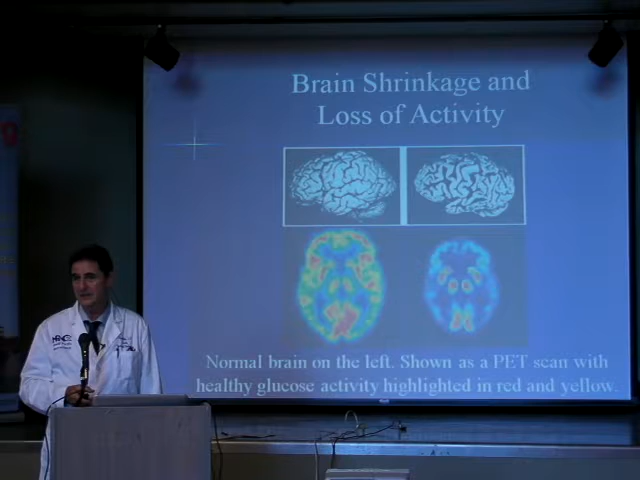 Brain Shrinkage and
Loss of Activity
Normal brain on the left. Shown as a PET scan with
healthy glucose activity highlighted in red and yellow.